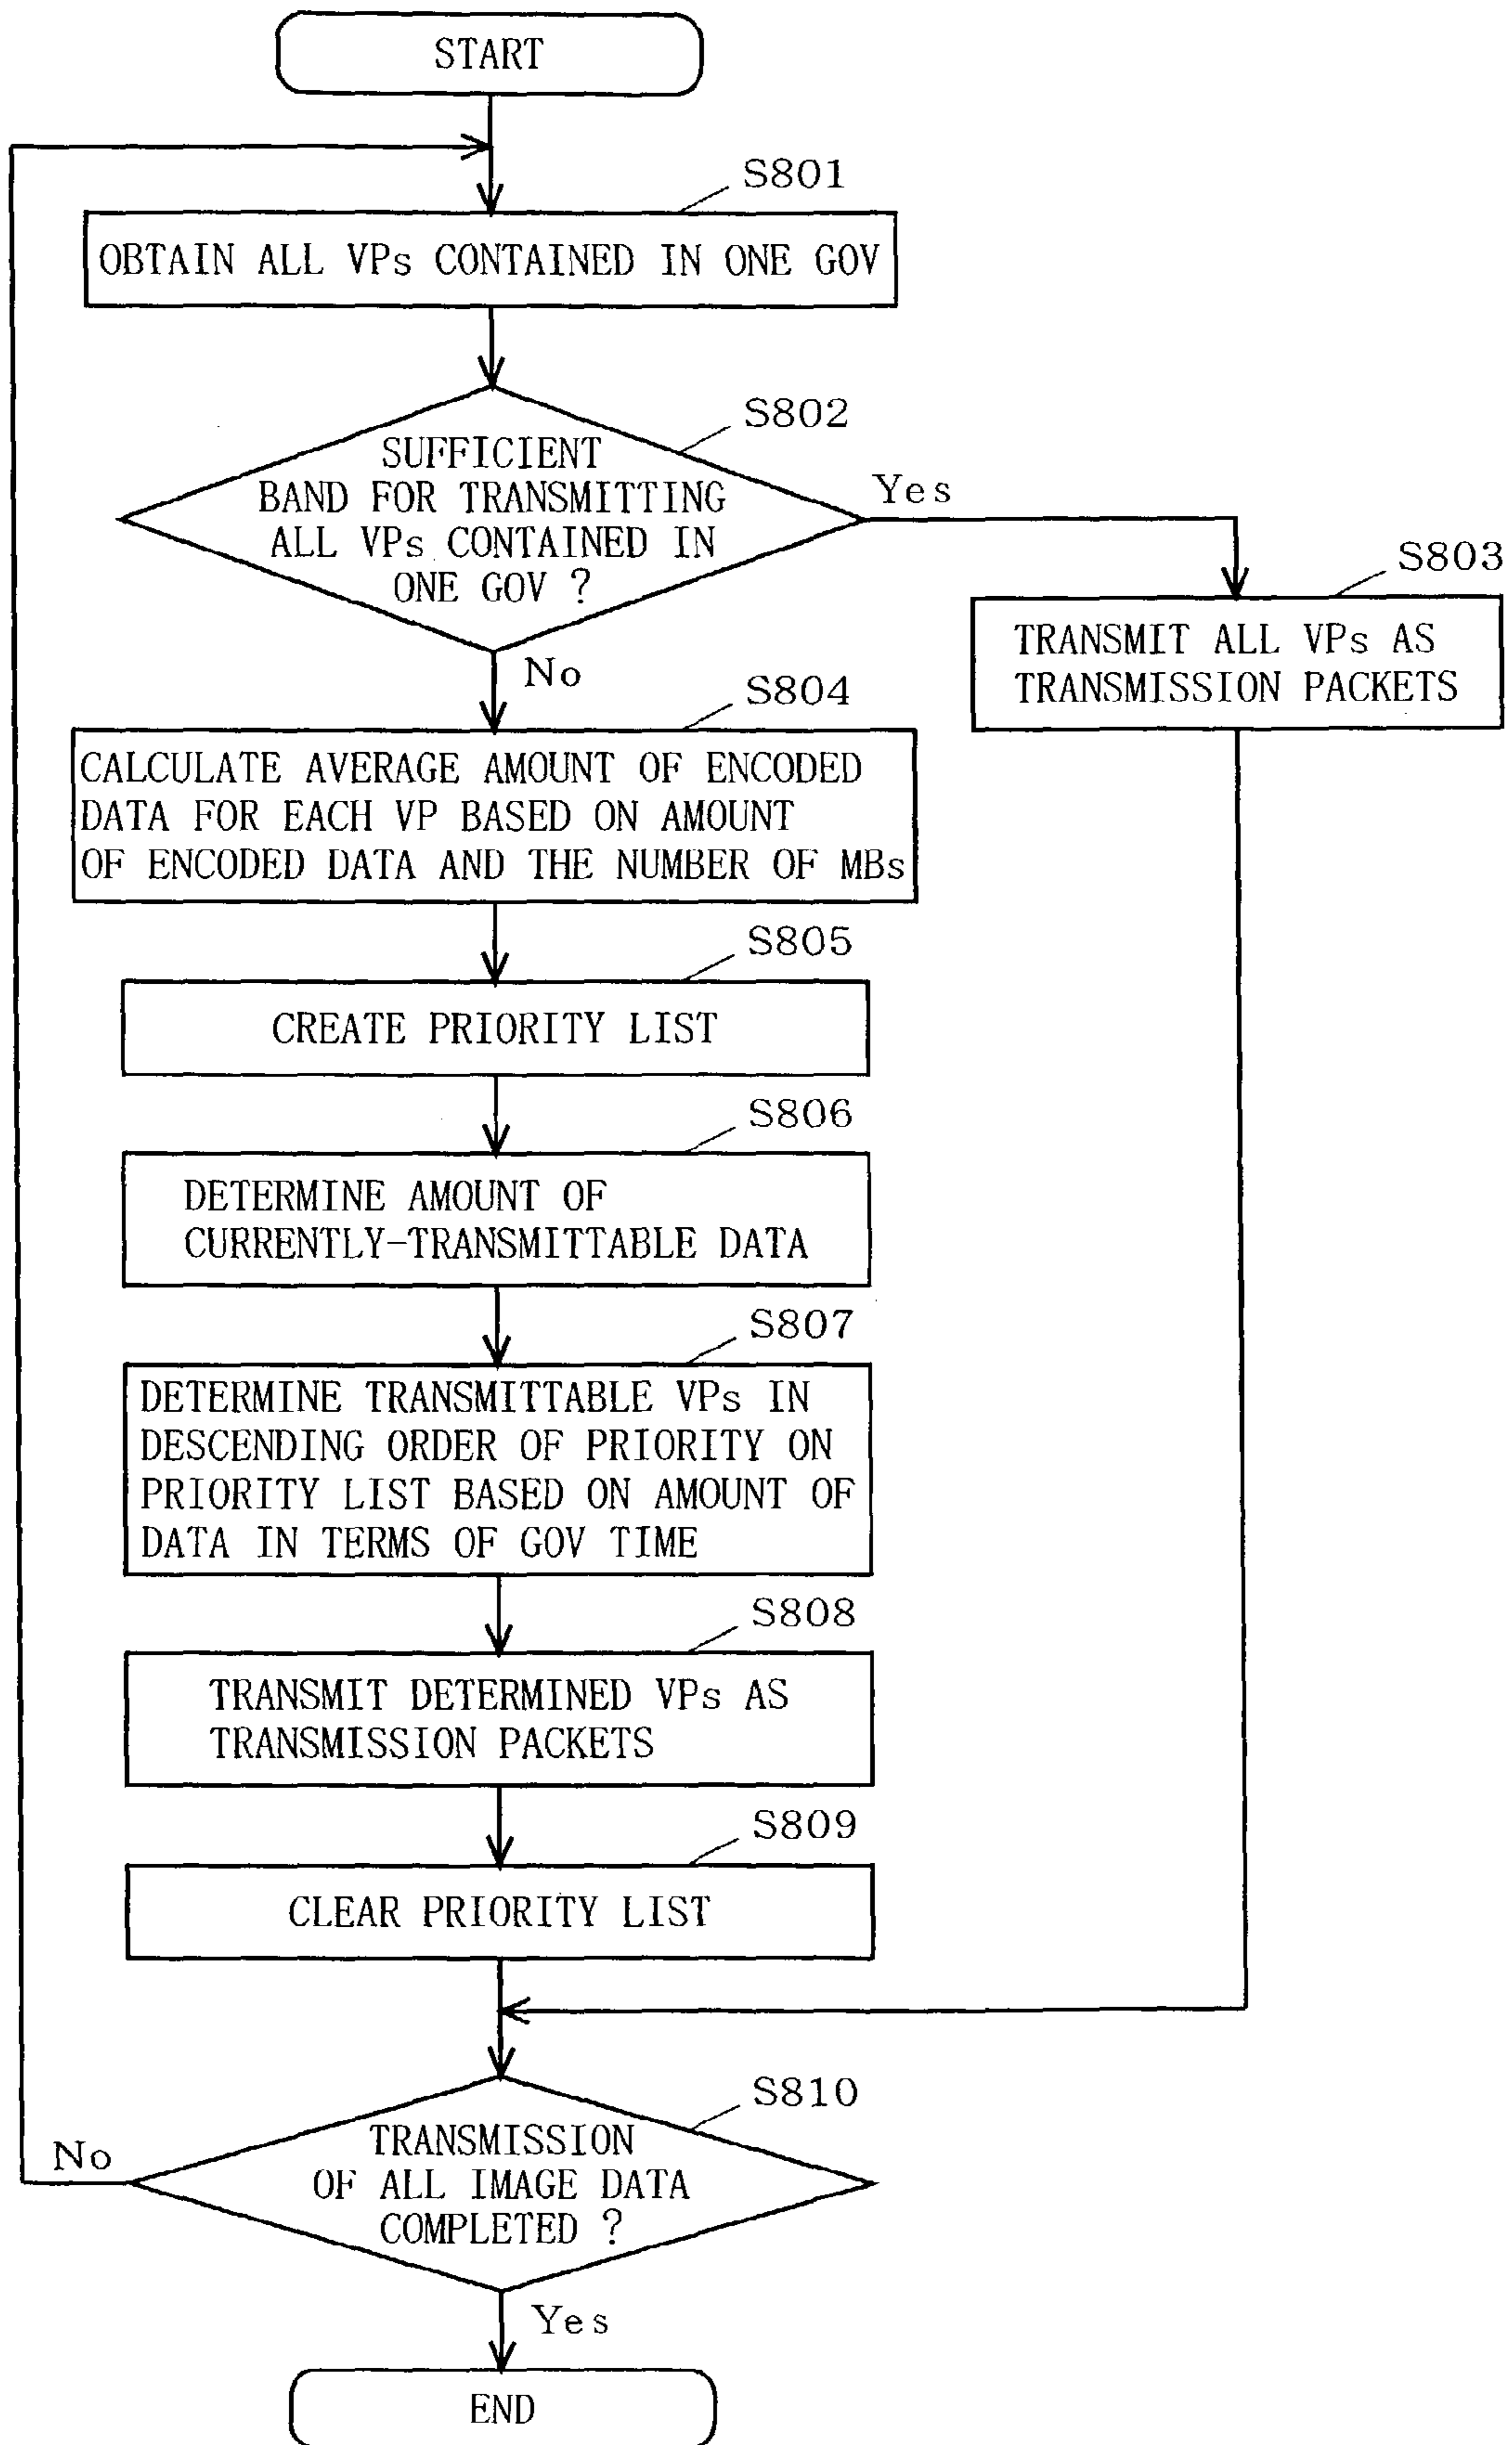 START
S801
OBTAIN ALL VPs CONTAINED IN ONE GOV
S802
SUFFICIENT
BAND FOR TRANSMITTING
ALL VPs CONTAINED IN
ONE GOV ?
Yes
S803
TRANSMIT ALL VPs AS
TRANSMISSION PACKETS
No
S804
CALCULATE AVERAGE AMOUNT OF ENCODED
DATA FOR EACH VP BASED ON AMOUNT
OF ENCODED DATA AND THE NUMBER OF MBs
S805
CREATE PRIORITY LIST
S806
DETERMINE AMOUNT OF
CURRENTLY-TRANSMITTABLE DATA
S807
DETERMINE TRANSMITTABLE VPs IN
DESCENDING ORDER OF PRIORITY ON
PRIORITY LIST BASED ON AMOUNT OF
DATA IN TERMS OF GOV TIME
S808
TRANSMIT DETERMINED VPs AS
TRANSMISSION PACKETS
S809
CLEAR PRIORITY LIST
S810
TRANSMISSION
OF ALL IMAGE DATA
COMPLETED ?
No
Yes
END